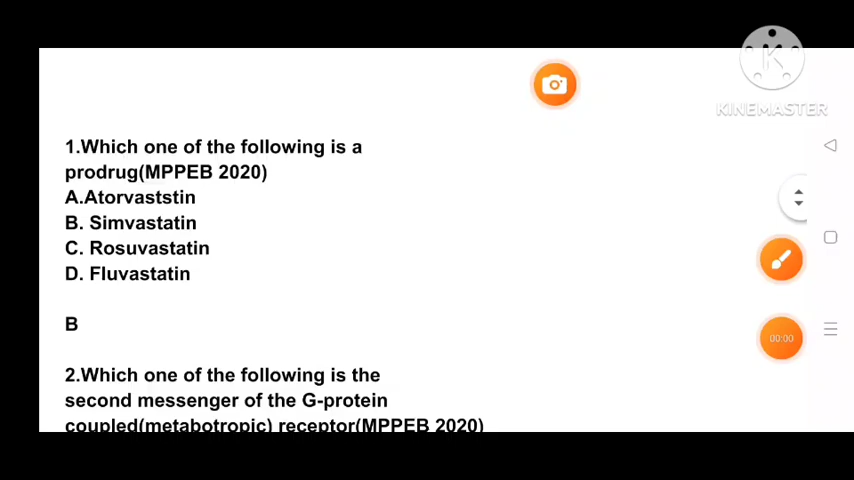 KINEMASTER
1.Which one of the following is a
prodrug(MPPEB 2020)
A.Atorvaststin
B. Simvastatin
C. Rosuvastatin
D. Fluvastatin
B
00:00
2.Which one of the following is the
second messenger of the G-protein
coupled(metabotropic) receptor(MPPEB 2020)